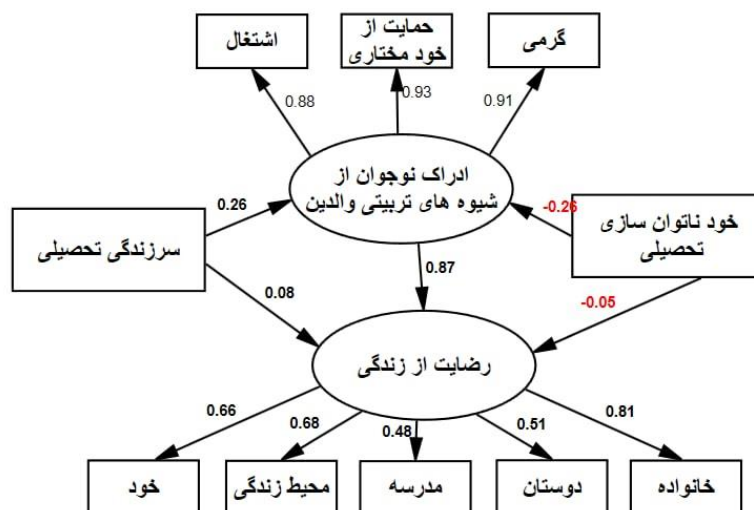 گرمی
حمایت از
خود مختاری
اشتغال
0.91
0.93
0.88
ادراک نوجوان از
شیوه های تربیتی والدین
-0.26
0.26
خود ناتوان سازی
تحصیلی
سرزندگی تحصیلی
0.87
-0.05
0.08
رضایت از زندگی
0.81
0.51
0.48
0.68
0.66
خانواده
دوستان
مدرسه
محیط زندگی
خود